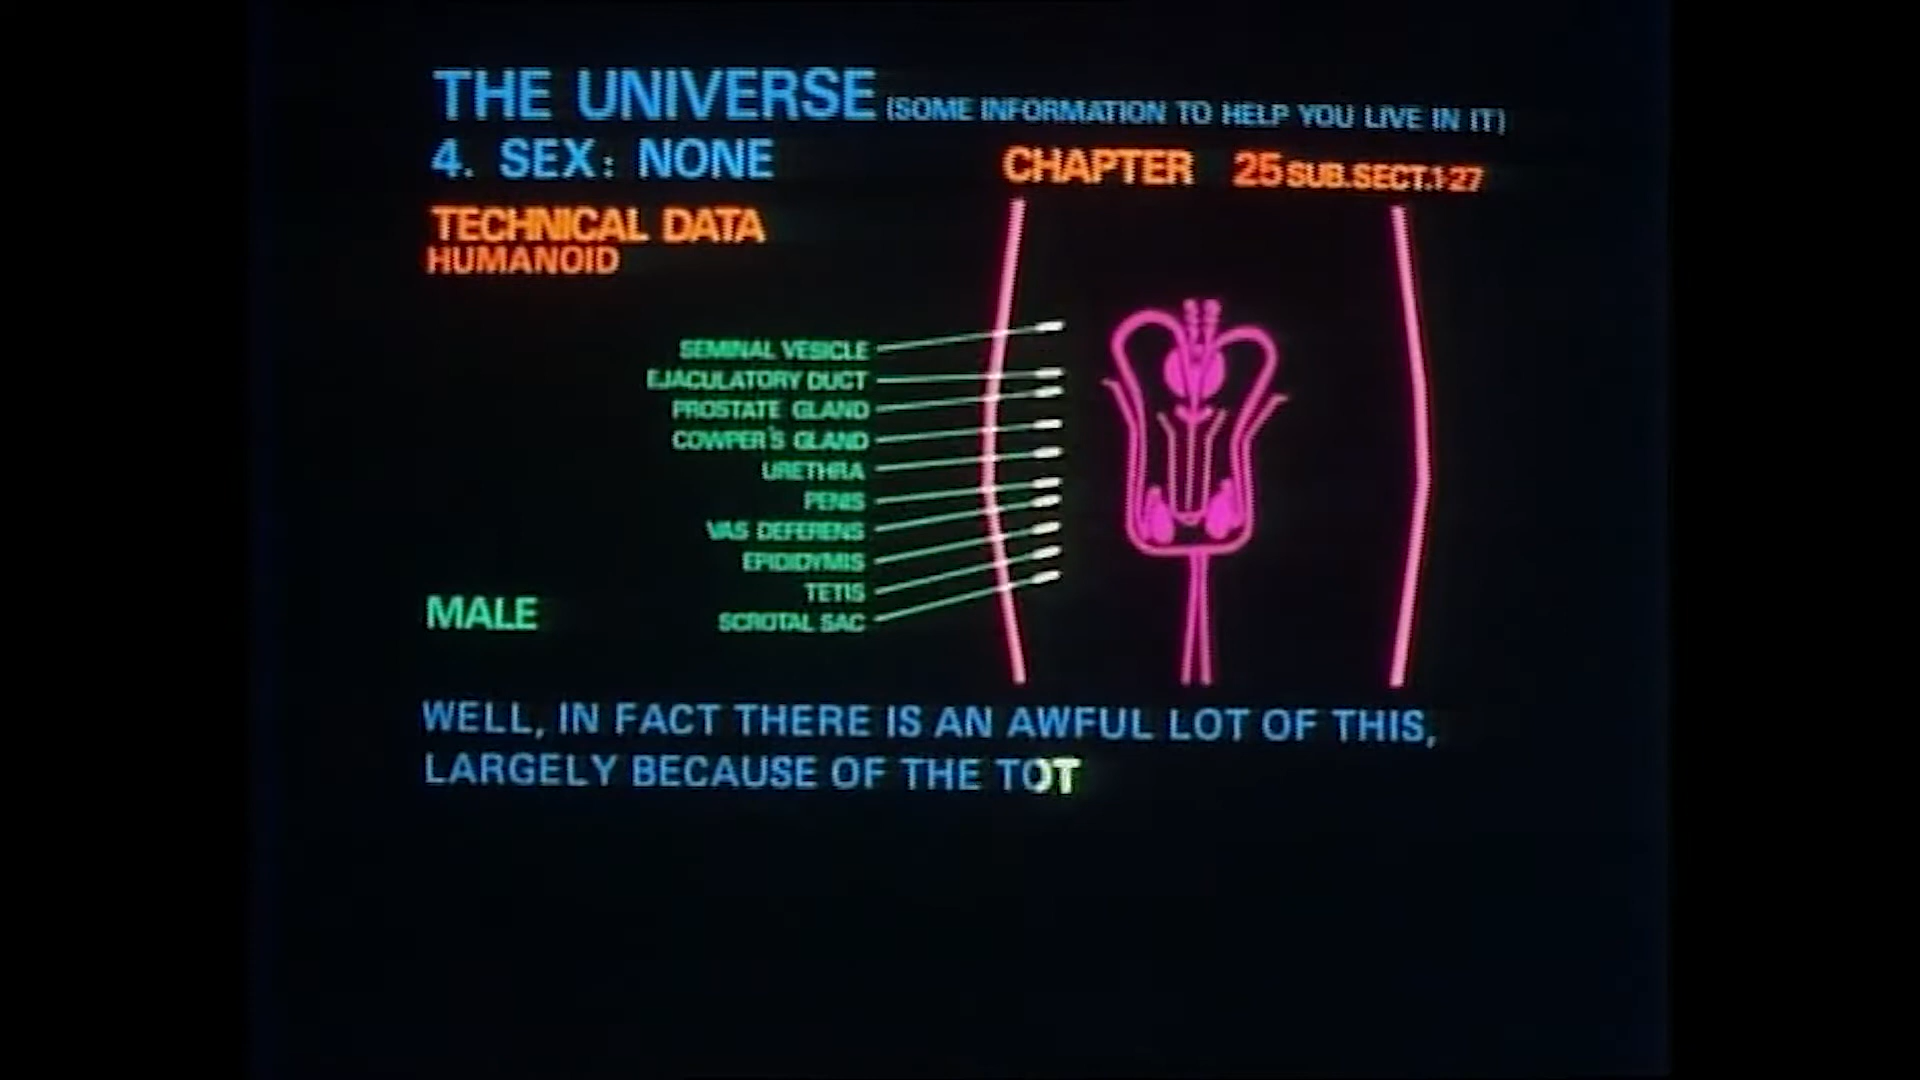 THE UNIVERSE (SOME INFORMATION TO HELP YOU LIVE IN IT)
4. SEX: NONE
CHAPTER 25 SUB.SECT.1-27
TECHNICAL DATA
HUMANOID
SEMINAL VESICLE
EJACULATORY DUCT
PROSTATE GLAND
COWPER'S GLAND
URETHRA
PENIS
VAS DEFERENS
EPIDIDYMIS
TETIS
SCROTAL SAC
MALE
WELL, IN FACT THERE IS AN AWFUL LOT OF THIS,
LARGELY BECAUSE OF THE TOT